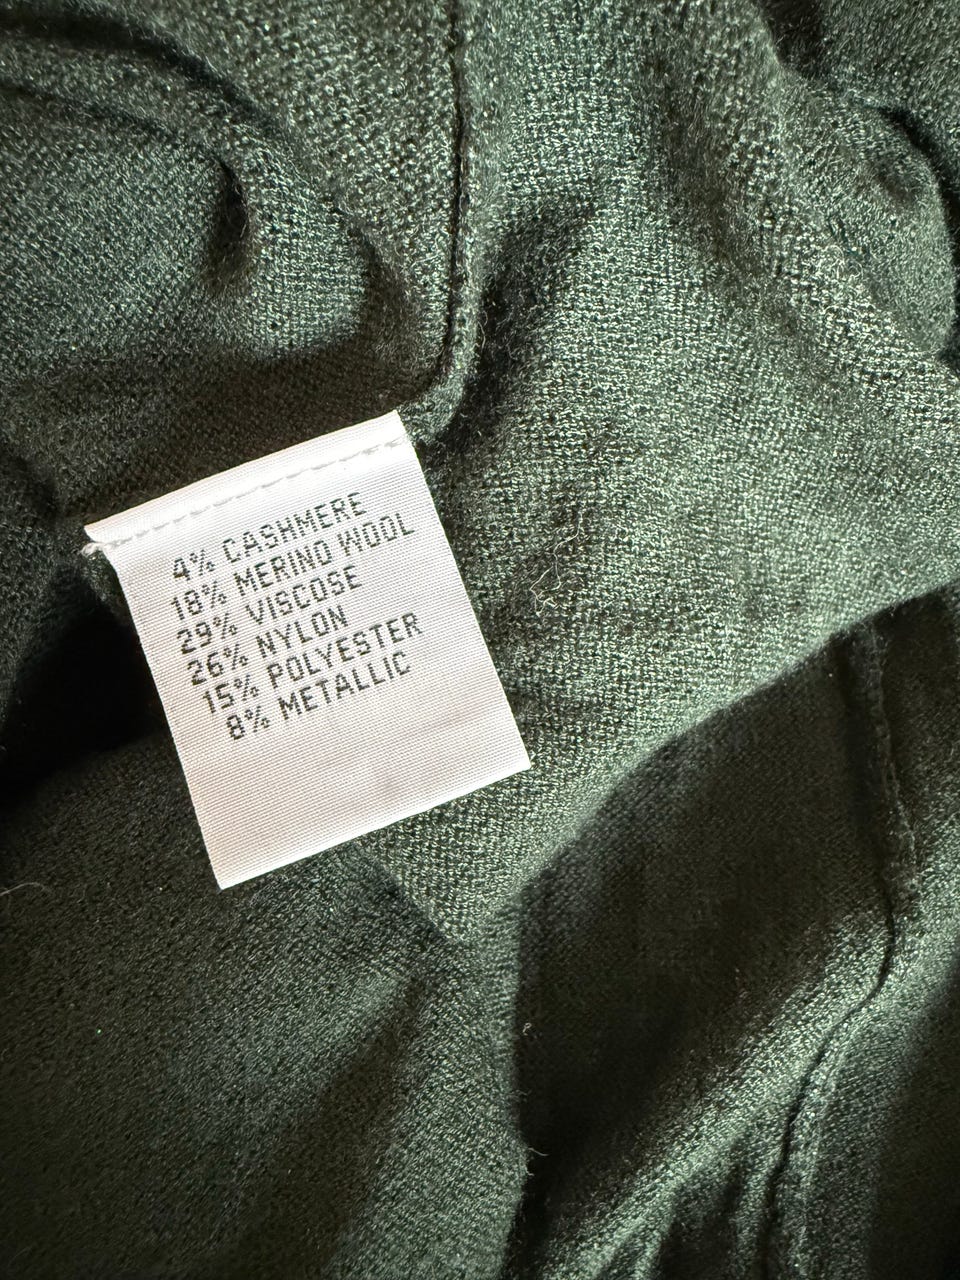 4% CASHMERE
18% MERINO WOOL
29% VISCOSE
26% NYLON
15% POLYESTER
8% METALLIC